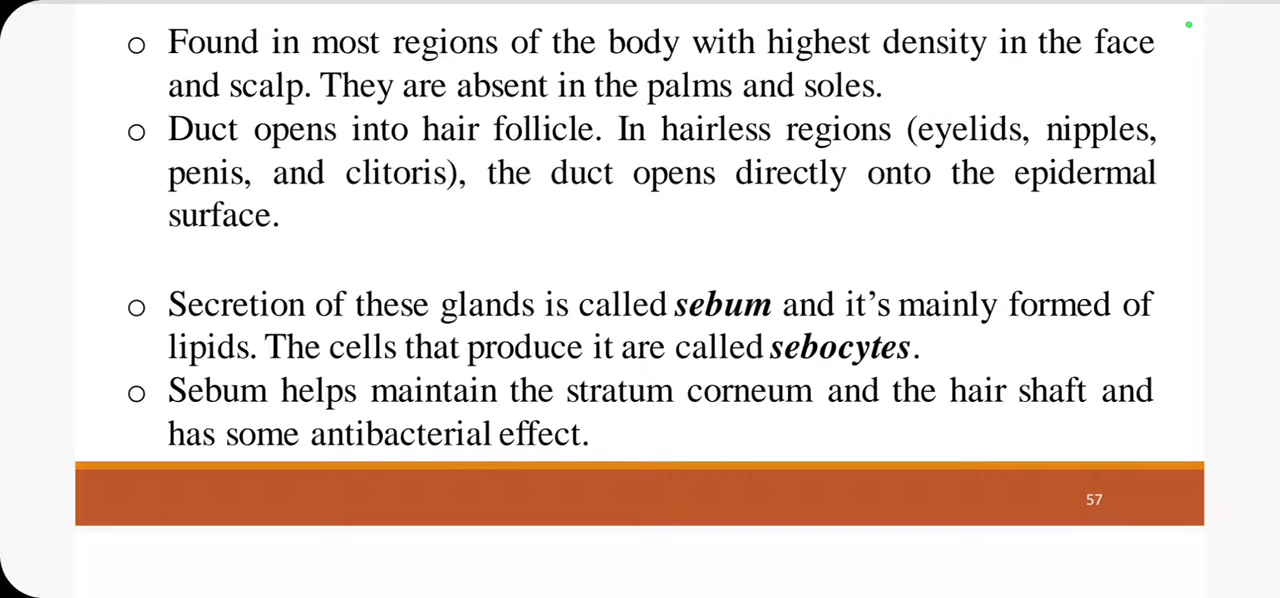 o Found in most regions of the body with highest density in the face
and scalp. They are absent in the palms and soles.
o Duct opens into hair follicle. In hairless regions (eyelids, nipples,
penis, and clitoris), the duct opens directly onto the epidermal
surface.
o Secretion of these glands is called sebum and it’s mainly formed of
lipids. The cells that produce it are called sebocytes.
o Sebum helps maintain the stratum corneum and the hair shaft and
has some antibacterial effect.
57